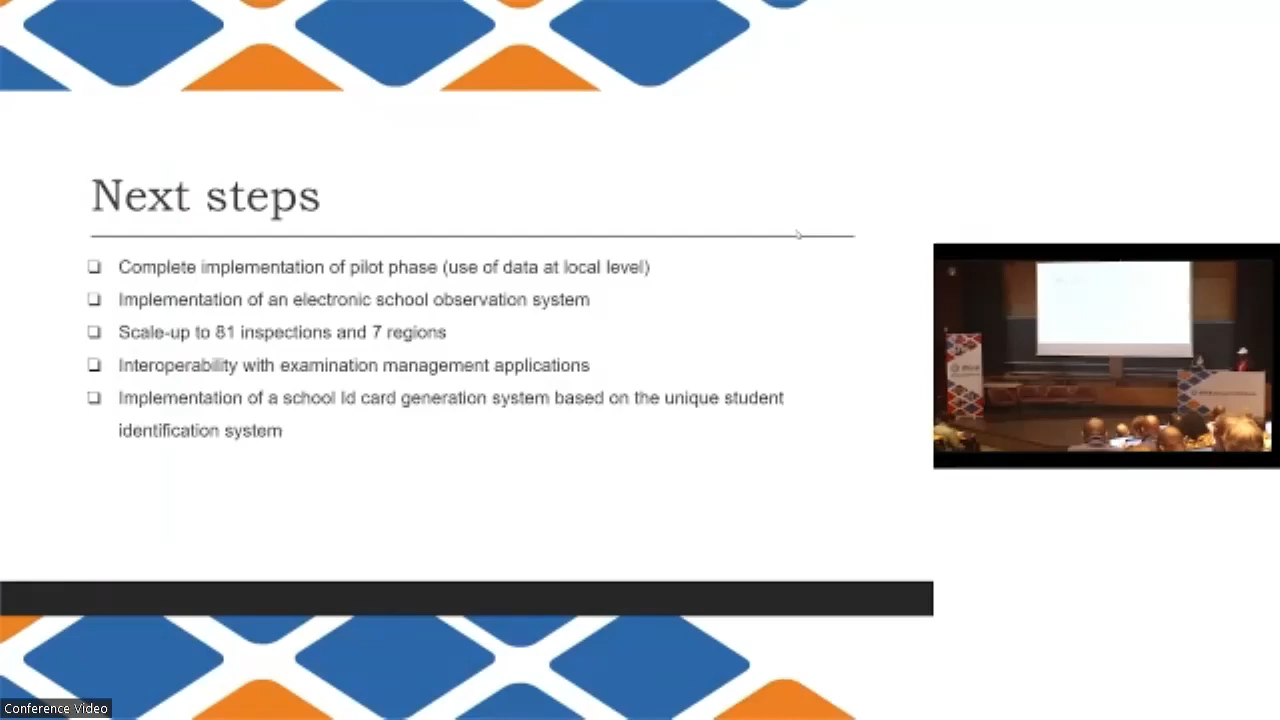 Next steps
❑ Complete implementation of pilot phase (use of data at local level)
❑ Implementation of an electronic school observation system
❑ Scale-up to 81 inspections and 7 regions
❑ Interoperability with examination management applications
❑ Implementation of a school Id card generation system based on the unique student
identification system
Conference Video